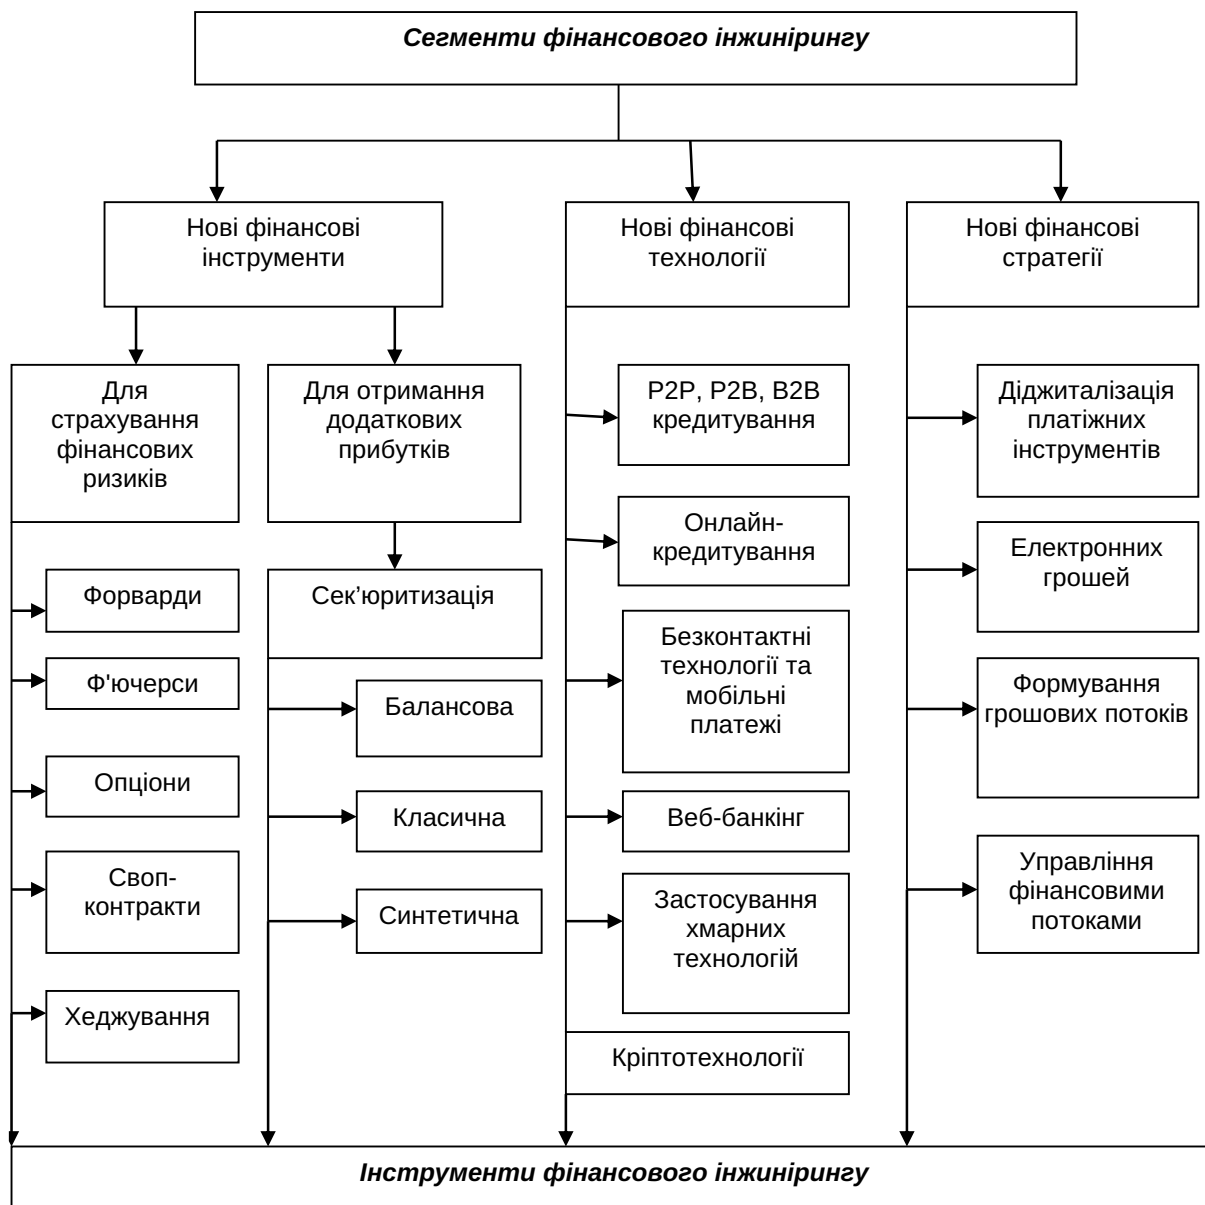 Сегменти фінансового інжинірингу
Нові фінансові
інструменти
Нові фінансові
технології
Нові фінансові
стратегії
Для
страхування
фінансових
ризиків
Для отримання
додаткових
прибутків
P2P, P2B, B2B
кредитування
Діджиталізація
платіжних
інструментів
Онлайн-
кредитування
Електронних
грошей
Форварди
Сек’юритизація
Безконтактні
технології та
мобільні
платежі
Формування
грошових потоків
Ф'ючерси
Балансова
Опціони
Класична
Веб-банкінг
Своп-
контракти
Синтетична
Застосування
хмарних
технологій
Управління
фінансовими
потоками
Хеджування
Кріптотехнології
Інструменти фінансового інжинірингу